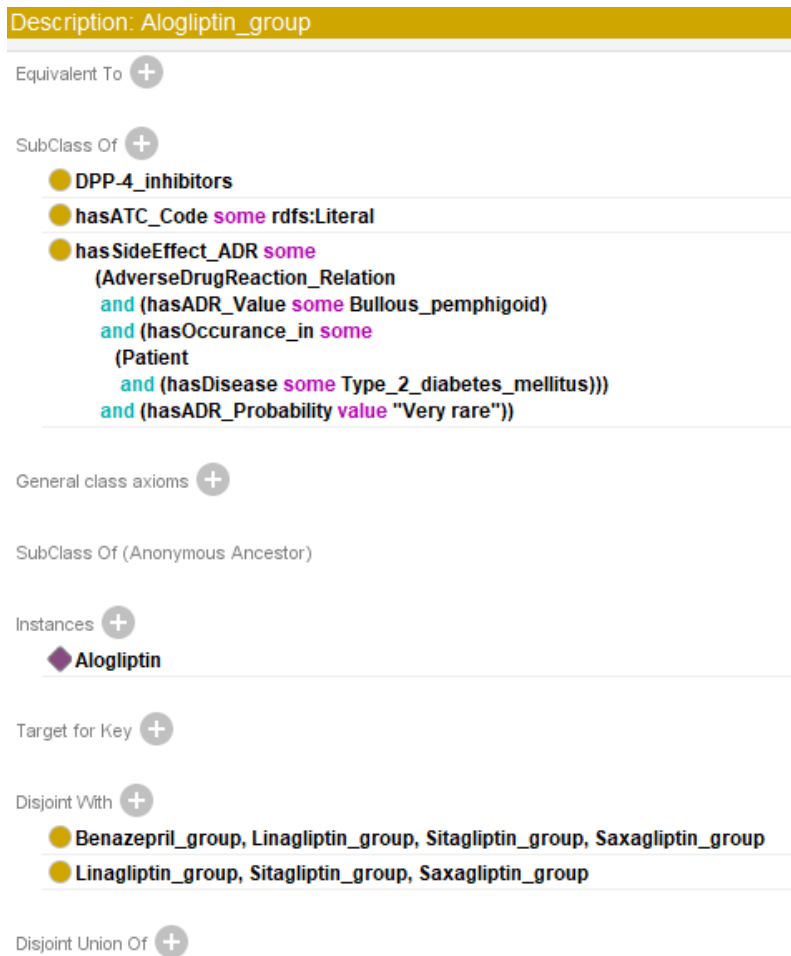 Description: Alogliptin_group
Equivalent To
SubClass Of
DPP-4_inhibitors
hasATC_Code some rdfs:Literal
hasSideEffect_ADR some
(AdverseDrugReaction_Relation
and (hasADR_Value some Bullous_pemphigoid)
and (hasOccurance_in some
(Patient
and (hasDisease some Type_2_diabetes_mellitus)))
and (hasADR_Probability value "Very rare"))
General class axioms
SubClass Of (Anonymous Ancestor)
Instances
Alogliptin
Target for Key
Disjoint With
Benazepril_group, Linagliptin_group, Sitagliptin_group, Saxagliptin_group
Linagliptin_group, Sitagliptin_group, Saxagliptin_group
Disjoint Union Of